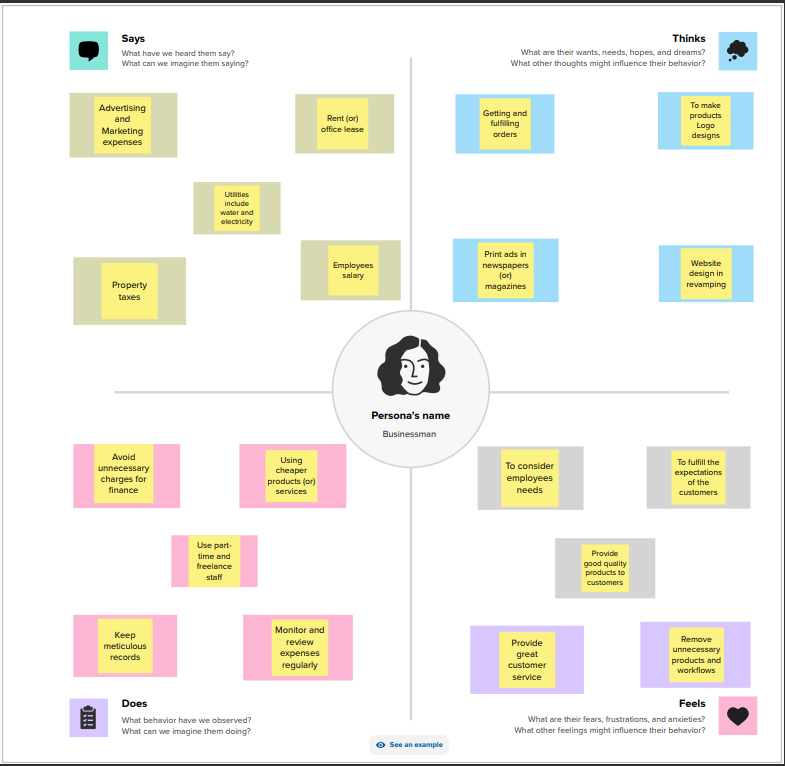 Says
What have we heard them say?
What can we imagine them saying?
Thinks
What are their wants, needs, hopes, and dreams?
What other thoughts might influence their behavior?
Advertising
and
Marketing
expenses
Rent (or)
office lease
Utilities
include
water and
electricity
Property
taxes
Employees
salary
Getting and
fulfilling
orders
To make
products
Logo
designs
Print ads in
newspapers
(or)
magazines
Website
design in
revamping
Persona's name
Businessman
Avoid
unnecessary
charges for
finance
Using
cheaper
products (or)
services
Use part-
time and
freelance
staff
Keep
meticulous
records
Monitor and
review
expenses
regularly
To consider
employees
needs
To fulfill the
expectations
of the
customers
Provide
good quality
products to
customers
Provide
great
customer
service
Remove
unnecessary
products and
workflows
Does
What behavior have we observed?
What can we imagine them doing?
Feels
What are their fears, frustrations, and anxieties?
What other feelings might influence their behavior?
See an example